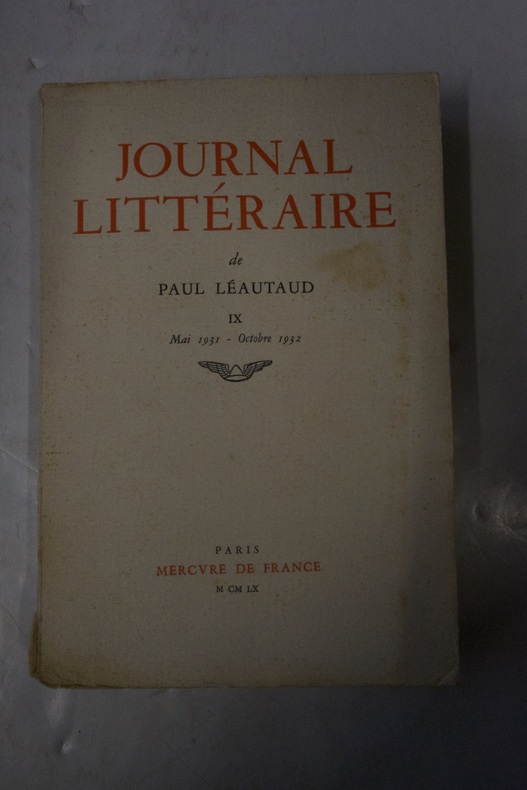 JOURNAL
LITTÉRAIRE
de
PAUL LÉAUTAUD
IX
Mai 1931 - Octobre 1932
PARIS
MERCVRE DE FRANCE
M CM LX